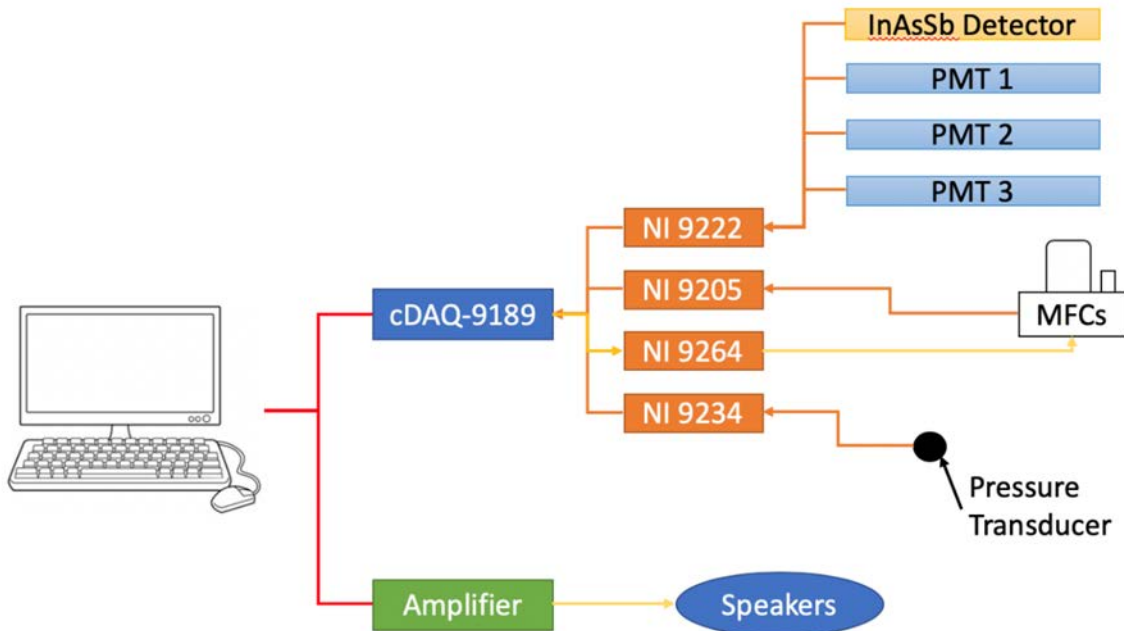 InAsSb Detector
PMT 1
PMT 2
PMT 3
NI 9222
NI 9205
MFCs
cDAQ-9189
NI 9264
NI 9234
Pressure
Transducer
Amplifier
Speakers